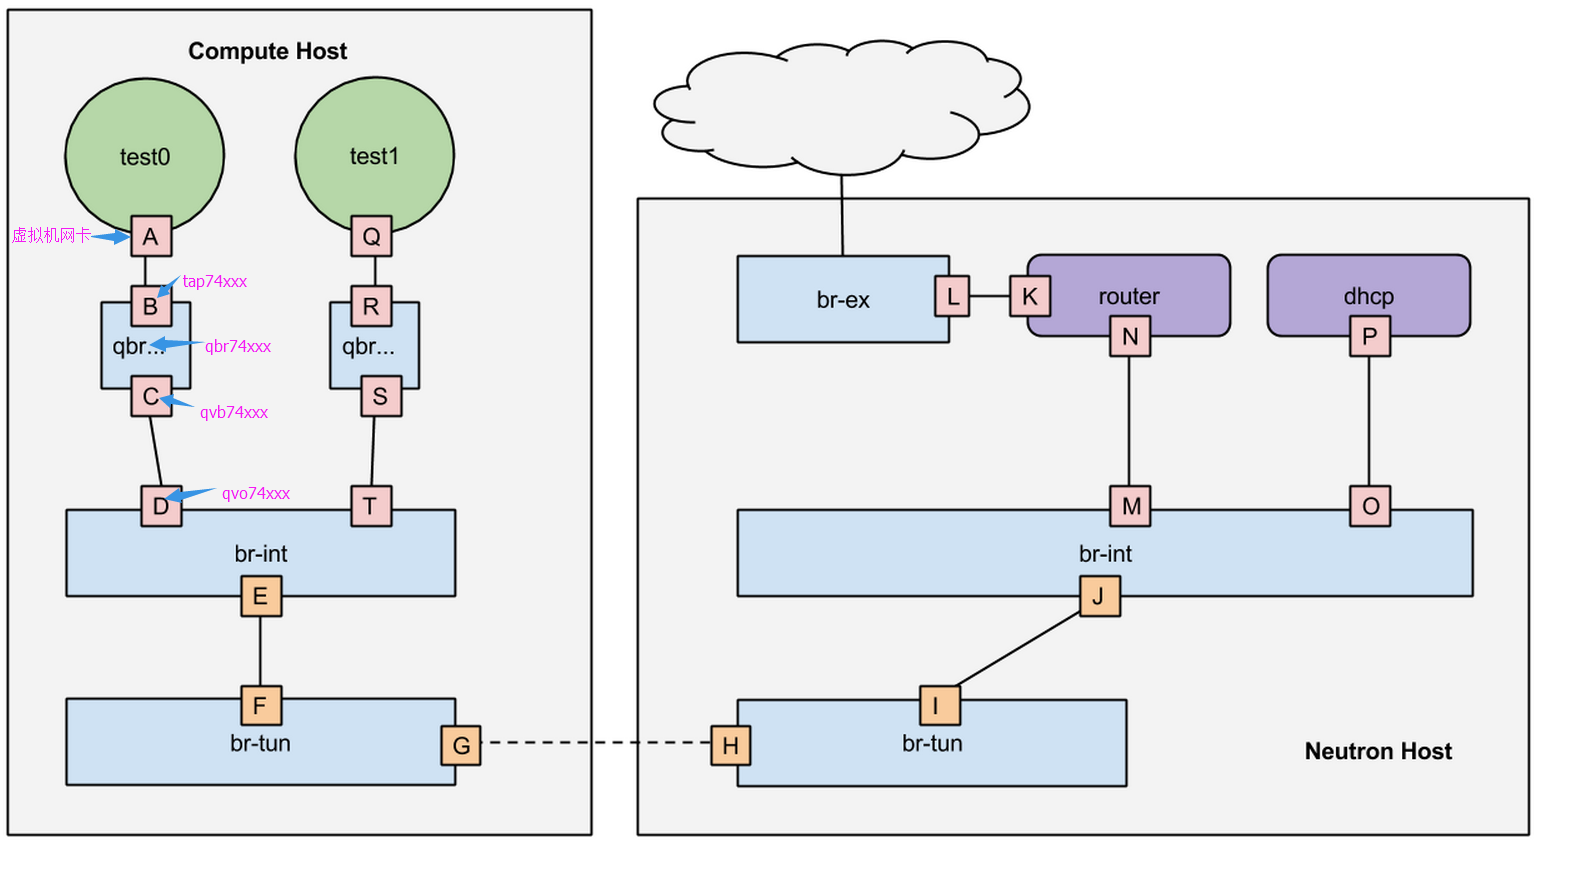 Compute Host
test0
test1
虚拟机网卡
A
Q
tap74xxx
B
R
qbr...
qbr74xxx
qbr...
C
qvb74xxx
S
D
qvo74xxx
T
br-int
E
F
br-tun
G
br-ex
L
K
router
N
dhcp
P
M
O
br-int
J
I
H
br-tun
Neutron Host